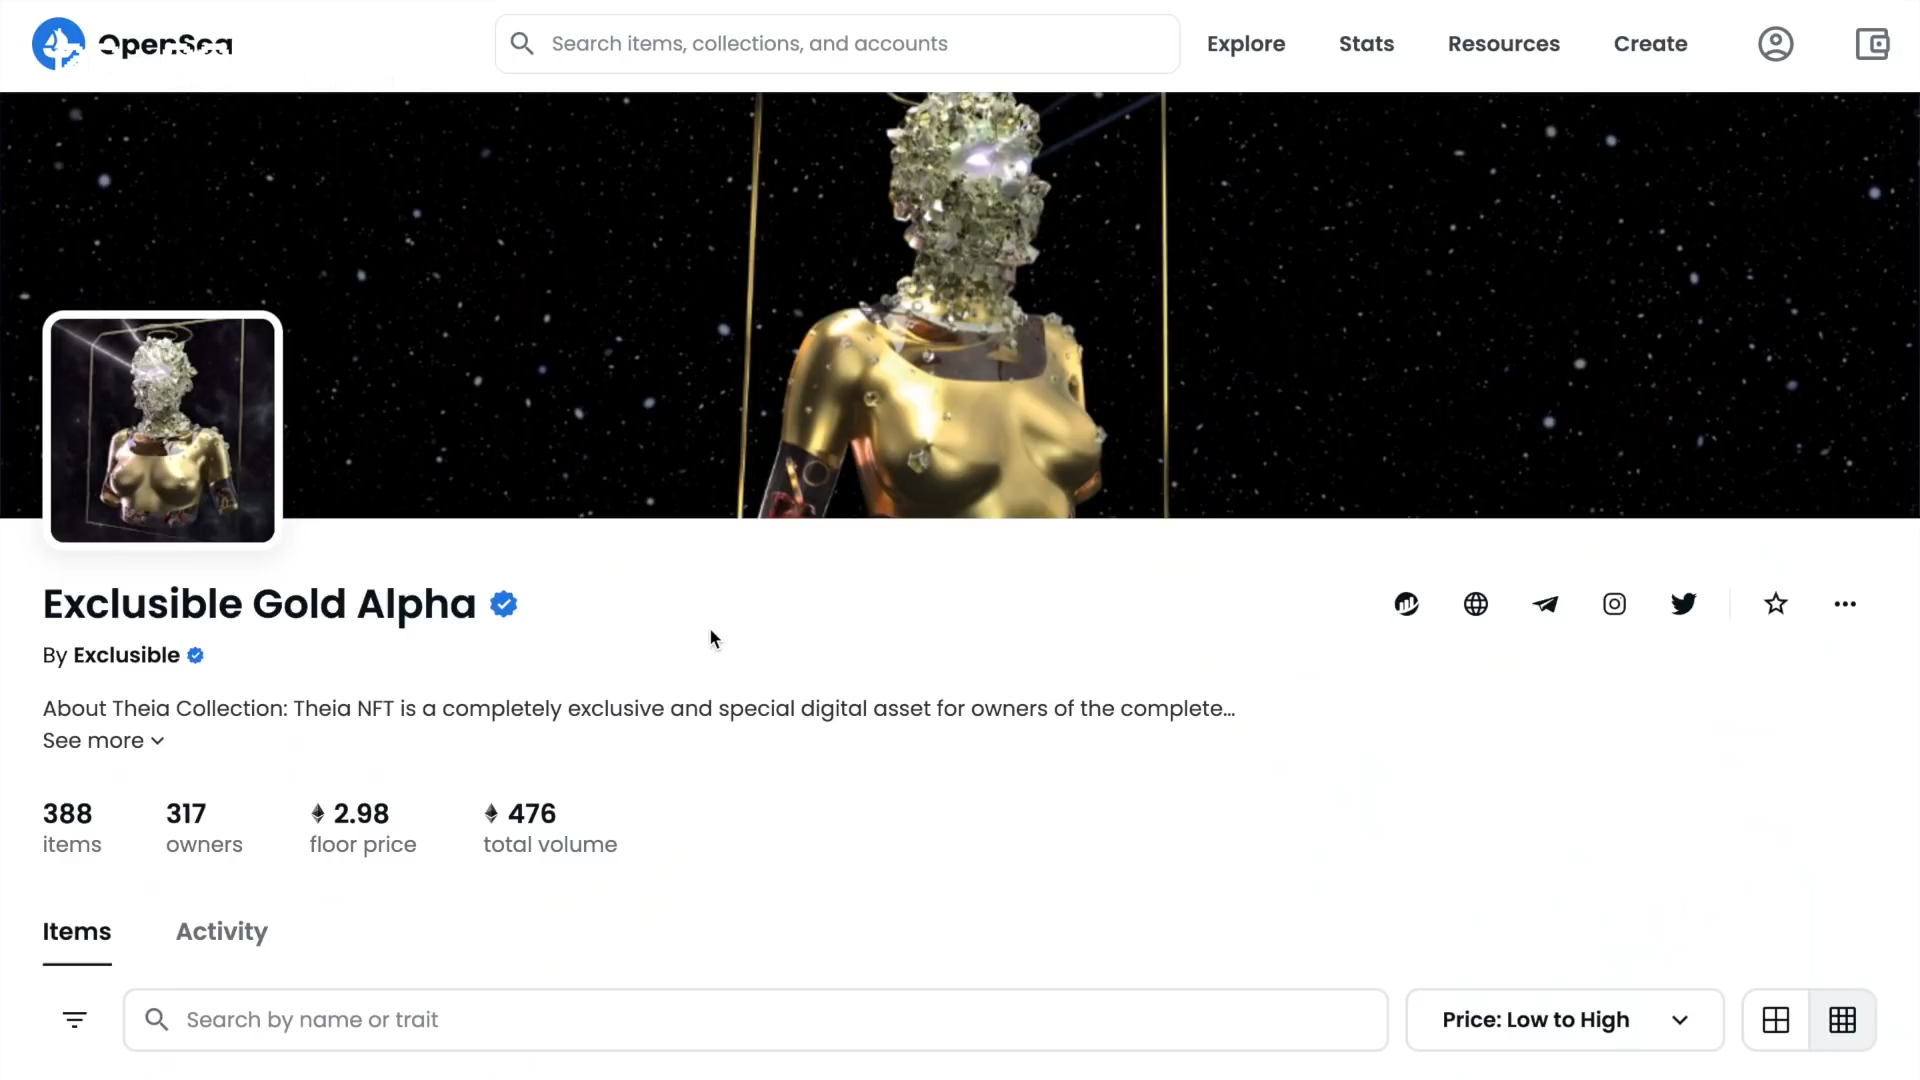 OpenSea
Search items, collections, and accounts
Explore
Stats
Resources
Create
Exclusible Gold Alpha
By Exclusible
About Theia Collection: Theia NFT is a completely exclusive and special digital asset for owners of the complete...
See more
388
items
317
owners
2.98
floor price
476
total volume
Items
Activity
Search by name or trait
Price: Low to High